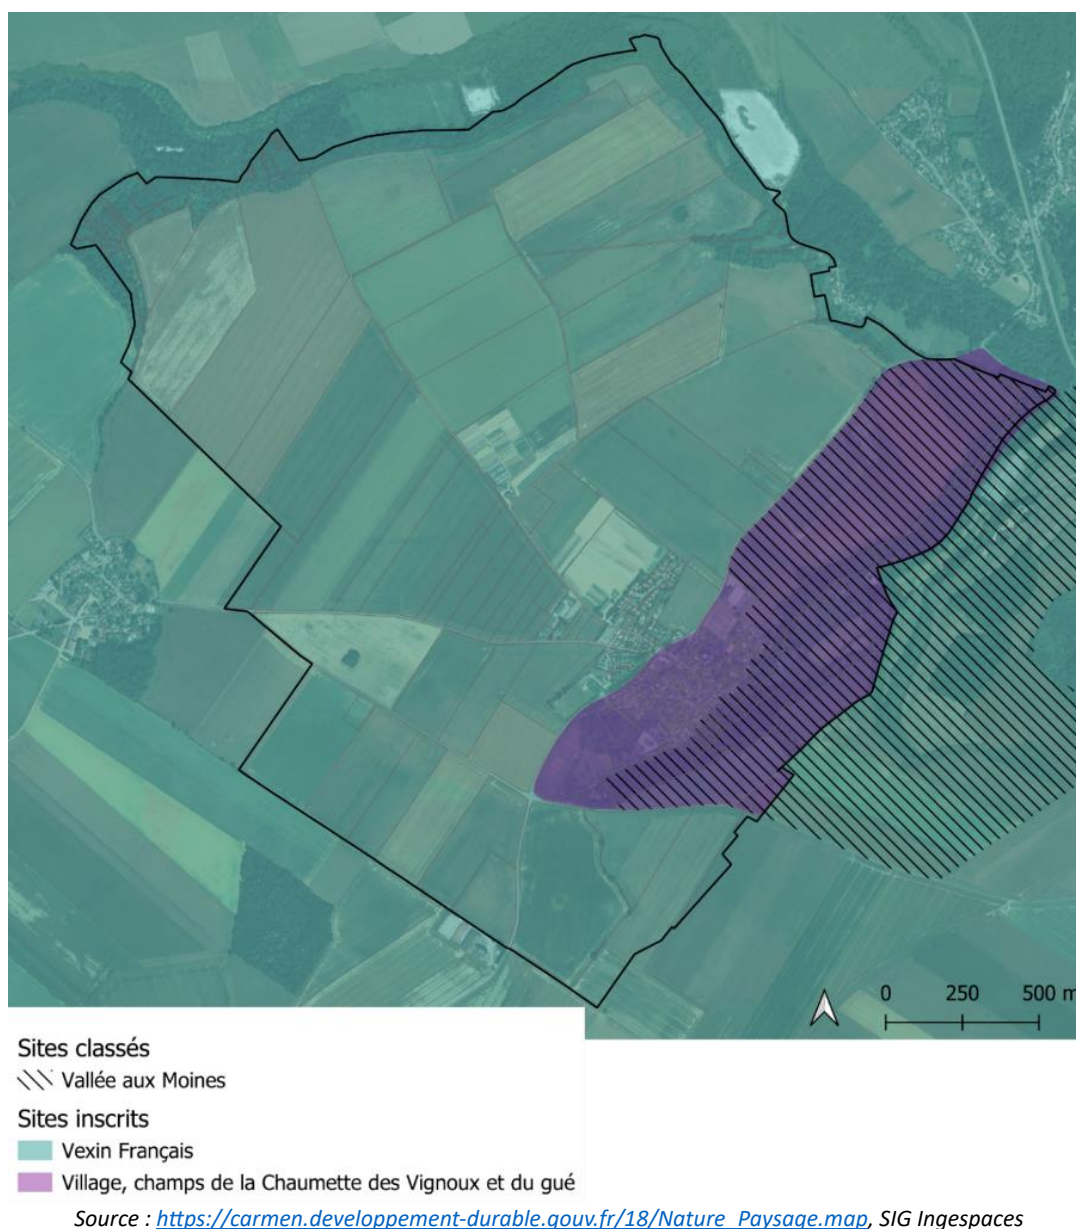 0 250 500 m
Sites classés
Vallée aux Moines
Sites inscrits
Vexin Français
Village, champs de la Chaumette des Vignoux et du gué
Source : https://carmen.developpement-durable.gouv.fr/18/Nature_Paysage.map, SIG Ingespaces